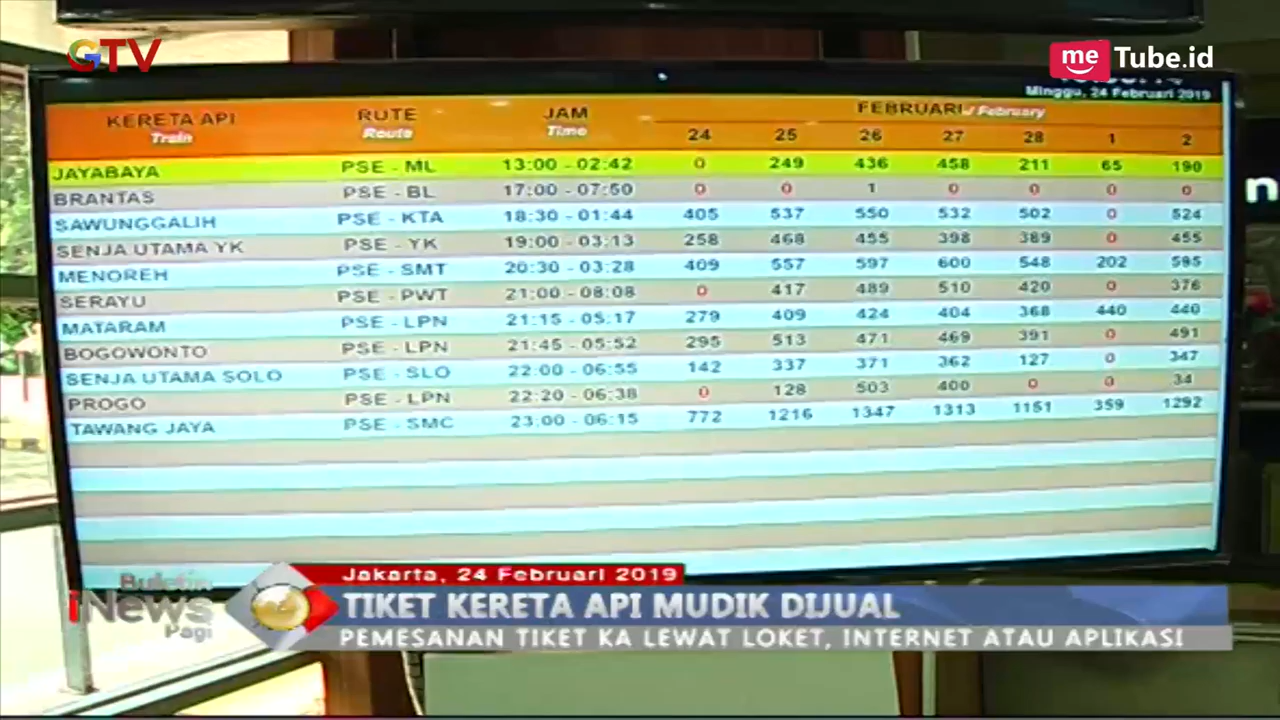 GTV
me Tube.id
Minggu, 24 Februari 2019
KERETA API RUTE JAM FEBRUARI / February
Train Route Time 24 25 26 27 28 1 2
JAYABAYA PSE - ML 13:00 - 02:42 0 249 436 458 211 65 190
BRANTAS PSE - BL 17:00 - 07:50 0 0 1 0 0 0 0
SAWUNGGALIH PSE - KTA 18:30 - 01:44 405 537 550 532 502 0 524
SENJA UTAMA YK PSE - YK 19:00 - 03:13 258 468 455 398 389 0 455
MENOREH PSE - SMT 20:30 - 03:28 409 557 597 600 548 202 595
SERAYU PSE - PWT 21:00 - 08:08 0 417 489 510 420 0 376
MATARAM PSE - LPN 21:15 - 05:17 279 409 424 404 368 440 440
BOGOWONTO PSE - LPN 21:45 - 05:52 295 513 471 469 391 0 491
SENJA UTAMA SOLO PSE - SLO 22:00 - 06:55 142 337 371 362 127 0 347
PROGO PSE - LPN 22:20 - 06:38 0 128 503 400 0 0 34
TAWANG JAYA PSE - SMC 23:00 - 06:15 772 1216 1347 1313 1151 359 1292
Jakarta, 24 Februari 2019
Buletin
iNews
Pagi
TIKET KERETA API MUDIK DIJUAL
PEMESANAN TIKET KA LEWAT LOKET, INTERNET ATAU APLIKASI